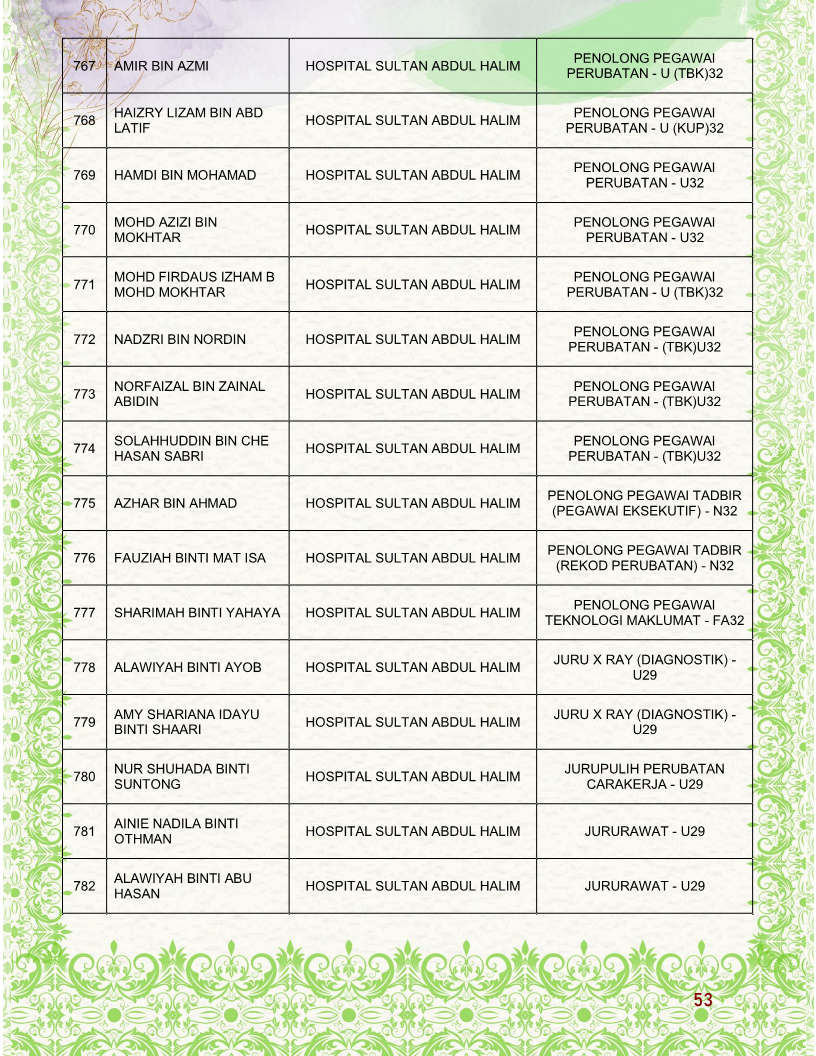 767 AMIR BIN AZMI HOSPITAL SULTAN ABDUL HALIM PENOLONG PEGAWAI
PERUBATAN - U (TBK)32
768 HAIZRY LIZAM BIN ABD
LATIF HOSPITAL SULTAN ABDUL HALIM PENOLONG PEGAWAI
PERUBATAN - U (KUP)32
769 HAMDI BIN MOHAMAD HOSPITAL SULTAN ABDUL HALIM PENOLONG PEGAWAI
PERUBATAN - U32
770 MOHD AZIZI BIN
MOKHTAR HOSPITAL SULTAN ABDUL HALIM PENOLONG PEGAWAI
PERUBATAN - U32
771 MOHD FIRDAUS IZHAM B
MOHD MOKHTAR HOSPITAL SULTAN ABDUL HALIM PENOLONG PEGAWAI
PERUBATAN - U (TBK)32
772 NADZRI BIN NORDIN HOSPITAL SULTAN ABDUL HALIM PENOLONG PEGAWAI
PERUBATAN - (TBK)U32
773 NORFAIZAL BIN ZAINAL
ABIDIN HOSPITAL SULTAN ABDUL HALIM PENOLONG PEGAWAI
PERUBATAN - (TBK)U32
774 SOLAHHUDDIN BIN CHE
HASAN SABRI HOSPITAL SULTAN ABDUL HALIM PENOLONG PEGAWAI
PERUBATAN - (TBK)U32
775 AZHAR BIN AHMAD HOSPITAL SULTAN ABDUL HALIM PENOLONG PEGAWAI TADBIR
(PEGAWAI EKSEKUTIF) - N32
776 FAUZIAH BINTI MAT ISA HOSPITAL SULTAN ABDUL HALIM PENOLONG PEGAWAI TADBIR
(REKOD PERUBATAN) - N32
777 SHARIMAH BINTI YAHAYA HOSPITAL SULTAN ABDUL HALIM PENOLONG PEGAWAI
TEKNOLOGI MAKLUMAT - FA32
778 ALAWIYAH BINTI AYOB HOSPITAL SULTAN ABDUL HALIM JURU X RAY (DIAGNOSTIK) -
U29
779 AMY SHARIANA IDAYU
BINTI SHAARI HOSPITAL SULTAN ABDUL HALIM JURU X RAY (DIAGNOSTIK) -
U29
780 NUR SHUHADA BINTI
SUNTONG HOSPITAL SULTAN ABDUL HALIM JURUPULIH PERUBATAN
CARAKERJA - U29
781 AINIE NADILA BINTI
OTHMAN HOSPITAL SULTAN ABDUL HALIM JURURAWAT - U29
782 ALAWIYAH BINTI ABU
HASAN HOSPITAL SULTAN ABDUL HALIM JURURAWAT - U29
53